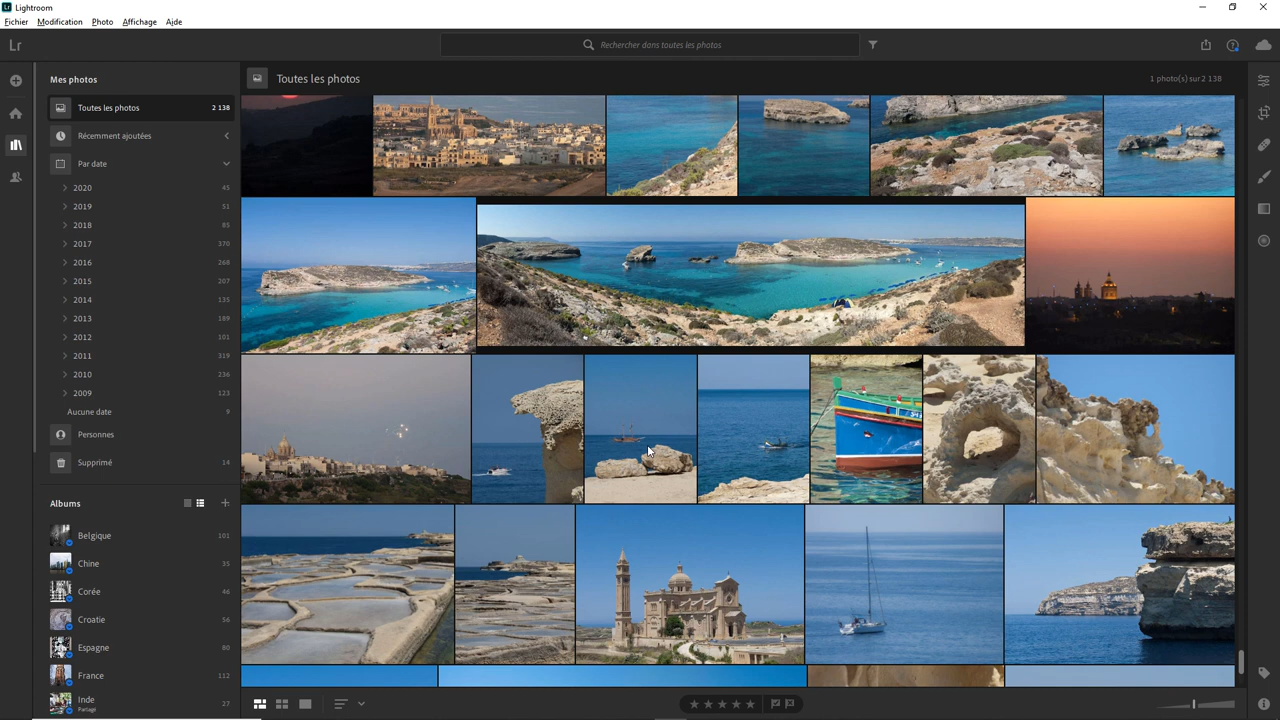 Lr Lightroom
Fichier Modification Photo Affichage Aide
Lr
Rechercher dans toutes les photos
Mes photos
Toutes les photos
1 photo(s) sur 2 138
Toutes les photos 2 138
Récemment ajoutées
Par date
2020 45
2019 51
2018 85
2017 370
2016 268
2015 207
2014 135
2013 189
2012 101
2011 319
2010 236
2009 123
Aucune date 9
Personnes
Supprimé 14
Albums
Belgique 101
Chine 35
Corée 46
Croatie 56
Espagne 80
France 112
Inde 27
Partagé